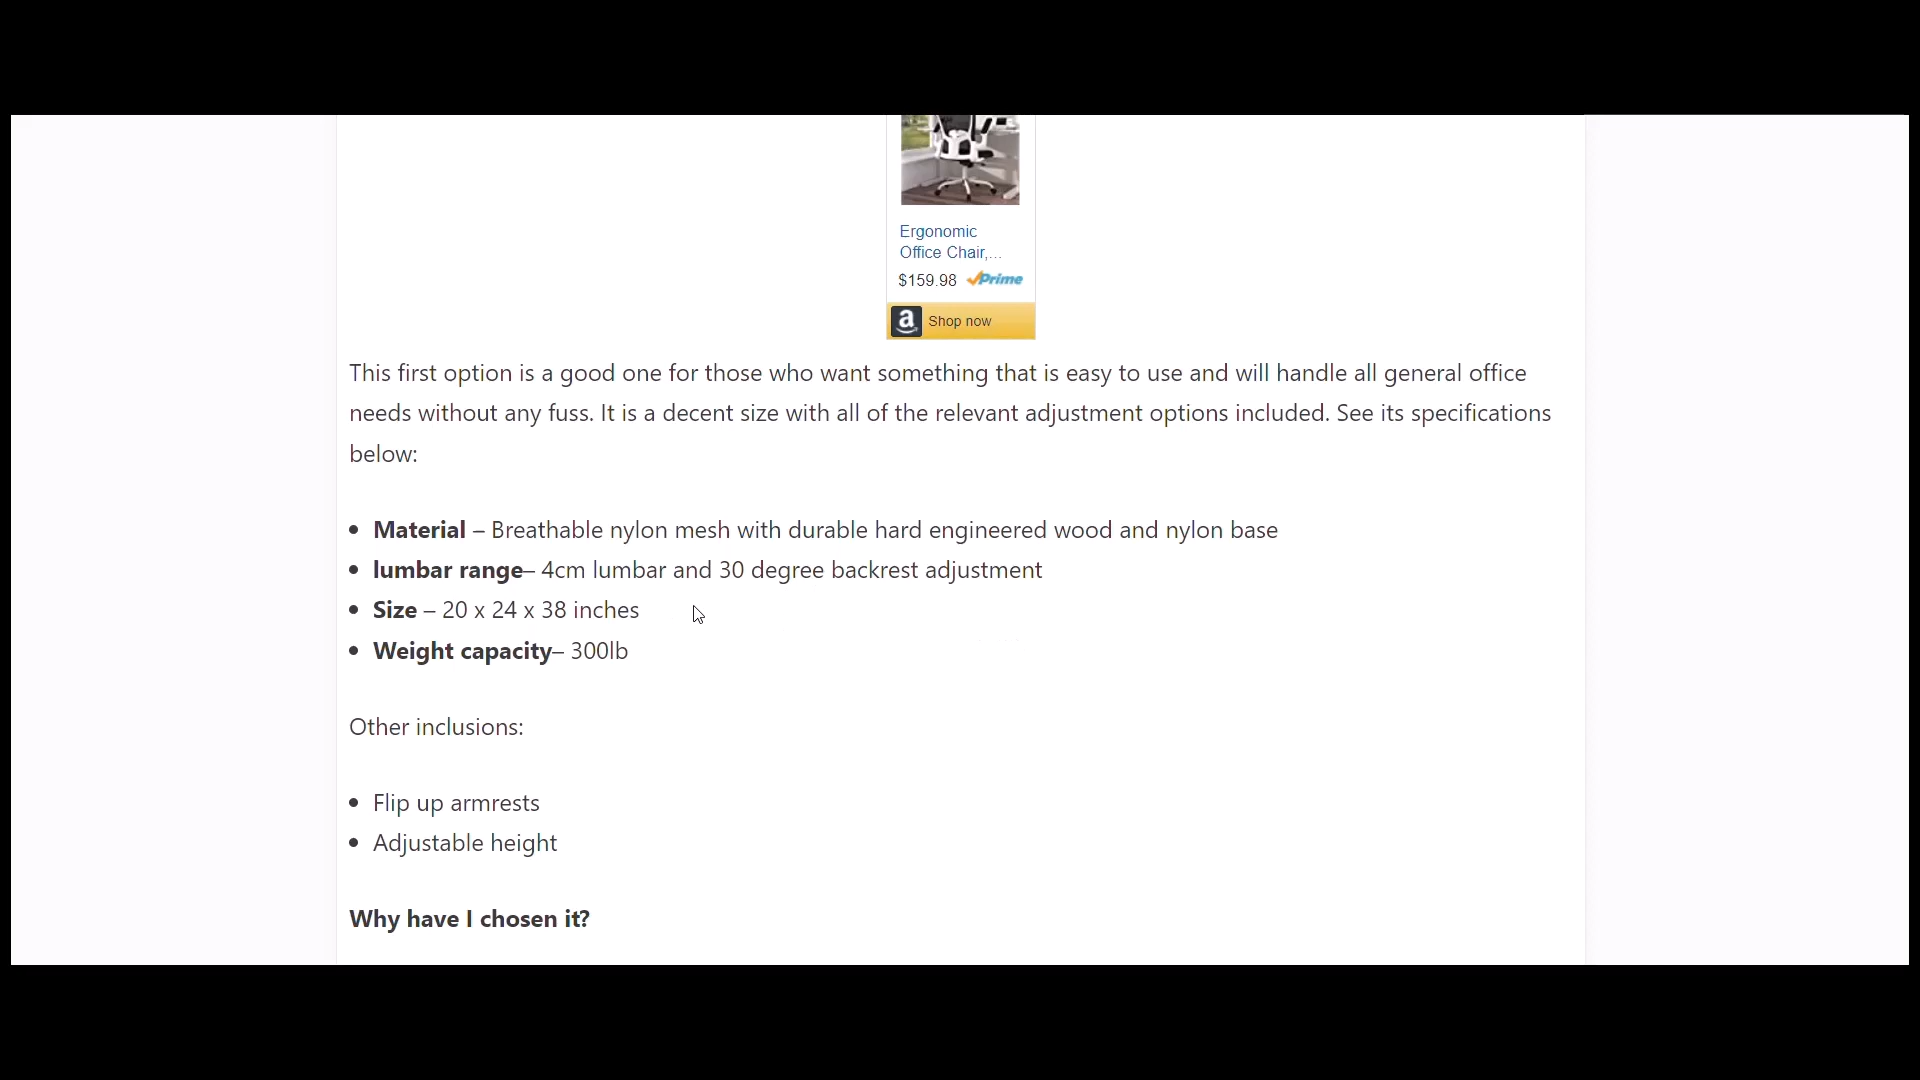 Ergonomic
Office Chair,...
$159.98 Prime
a Shop now
This first option is a good one for those who want something that is easy to use and will handle all general office
needs without any fuss. It is a decent size with all of the relevant adjustment options included. See its specifications
below:
• Material – Breathable nylon mesh with durable hard engineered wood and nylon base
• lumbar range– 4cm lumbar and 30 degree backrest adjustment
• Size – 20 x 24 x 38 inches
• Weight capacity– 300lb
Other inclusions:
• Flip up armrests
• Adjustable height
Why have I chosen it?